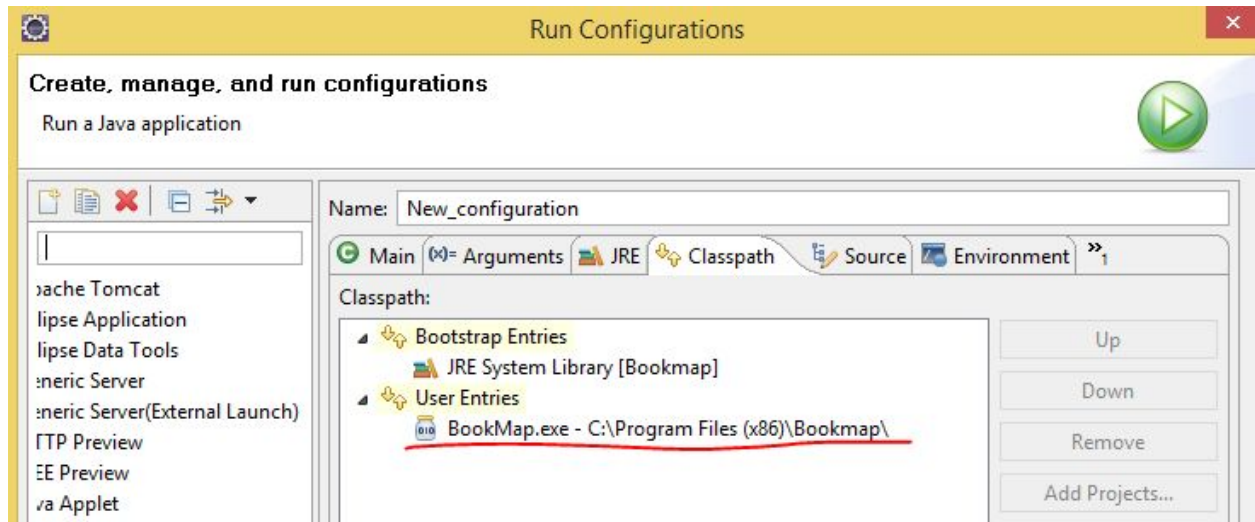 Run Configurations
Create, manage, and run configurations
Run a Java application
Name: New_configuration
Main (x)= Arguments JRE Classpath Source Environment »1
Classpath:
Bootstrap Entries
JRE System Library [Bookmap]
User Entries
BookMap.exe - C:\Program Files (x86)\Bookmap\
pache Tomcat
lipse Application
lipse Data Tools
eneric Server
eneric Server(External Launch)
TTP Preview
EE Preview
va Applet
Up
Down
Remove
Add Projects...